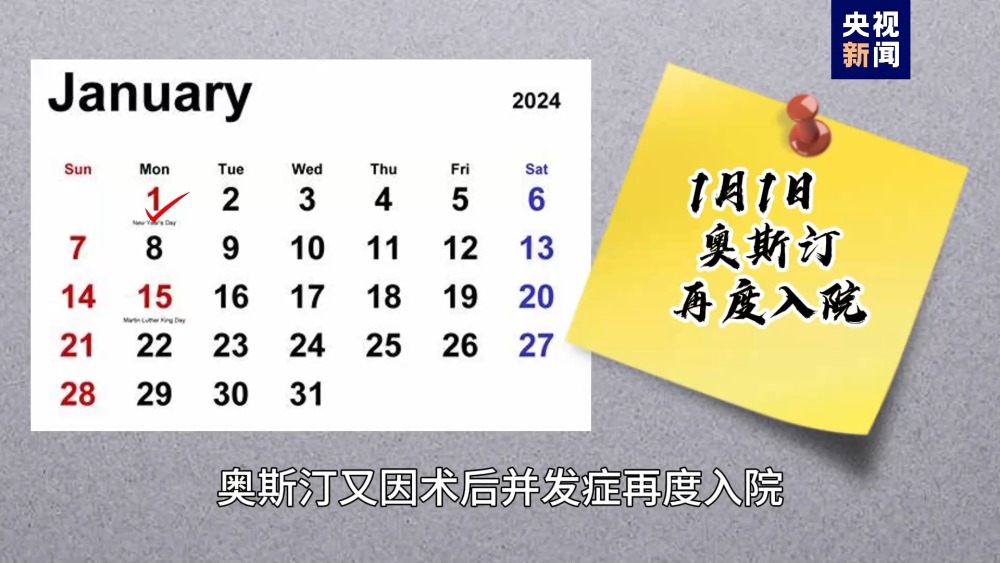 央视
新闻
January
2024
Sun Mon Tue Wed Thu Fri Sat
1 2 3 4 5 6
New Year's Day
7 8 9 10 11 12 13
14 15 16 17 18 19 20
Martin Luther King Day
21 22 23 24 25 26 27
28 29 30 31
1月1日
奥斯汀
再度入院
奥斯汀又因术后并发症再度入院